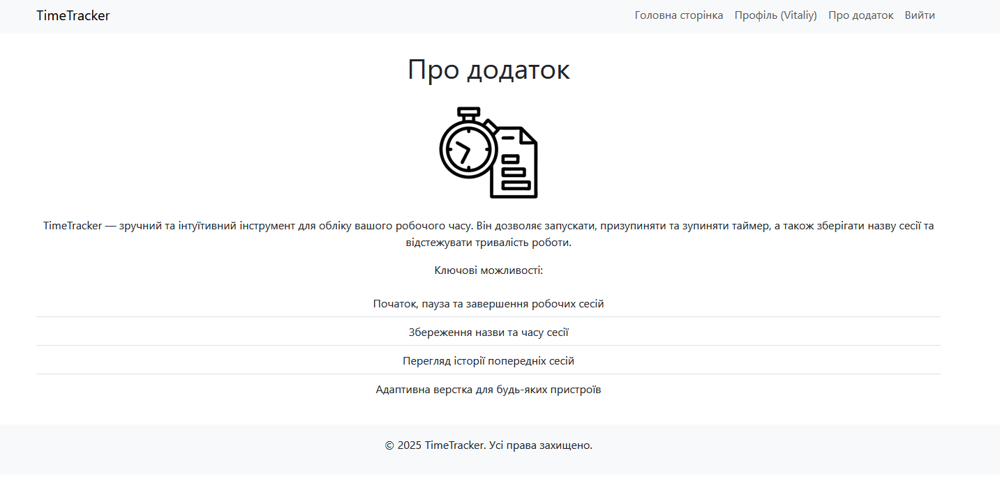 TimeTracker
Головна сторінка Профіль (Vitaliy) Про додаток Вийти
Про додаток
TimeTracker — зручний та інтуїтивний інструмент для обліку вашого робочого часу. Він дозволяє запускати, призупиняти та зупиняти таймер, а також зберігати назву сесії та
відстежувати тривалість роботи.
Ключові можливості:
Початок, пауза та завершення робочих сесій
Збереження назви та часу сесії
Перегляд історії попередніх сесій
Адаптивна верстка для будь-яких пристроїв
© 2025 TimeTracker. Усі права захищено.